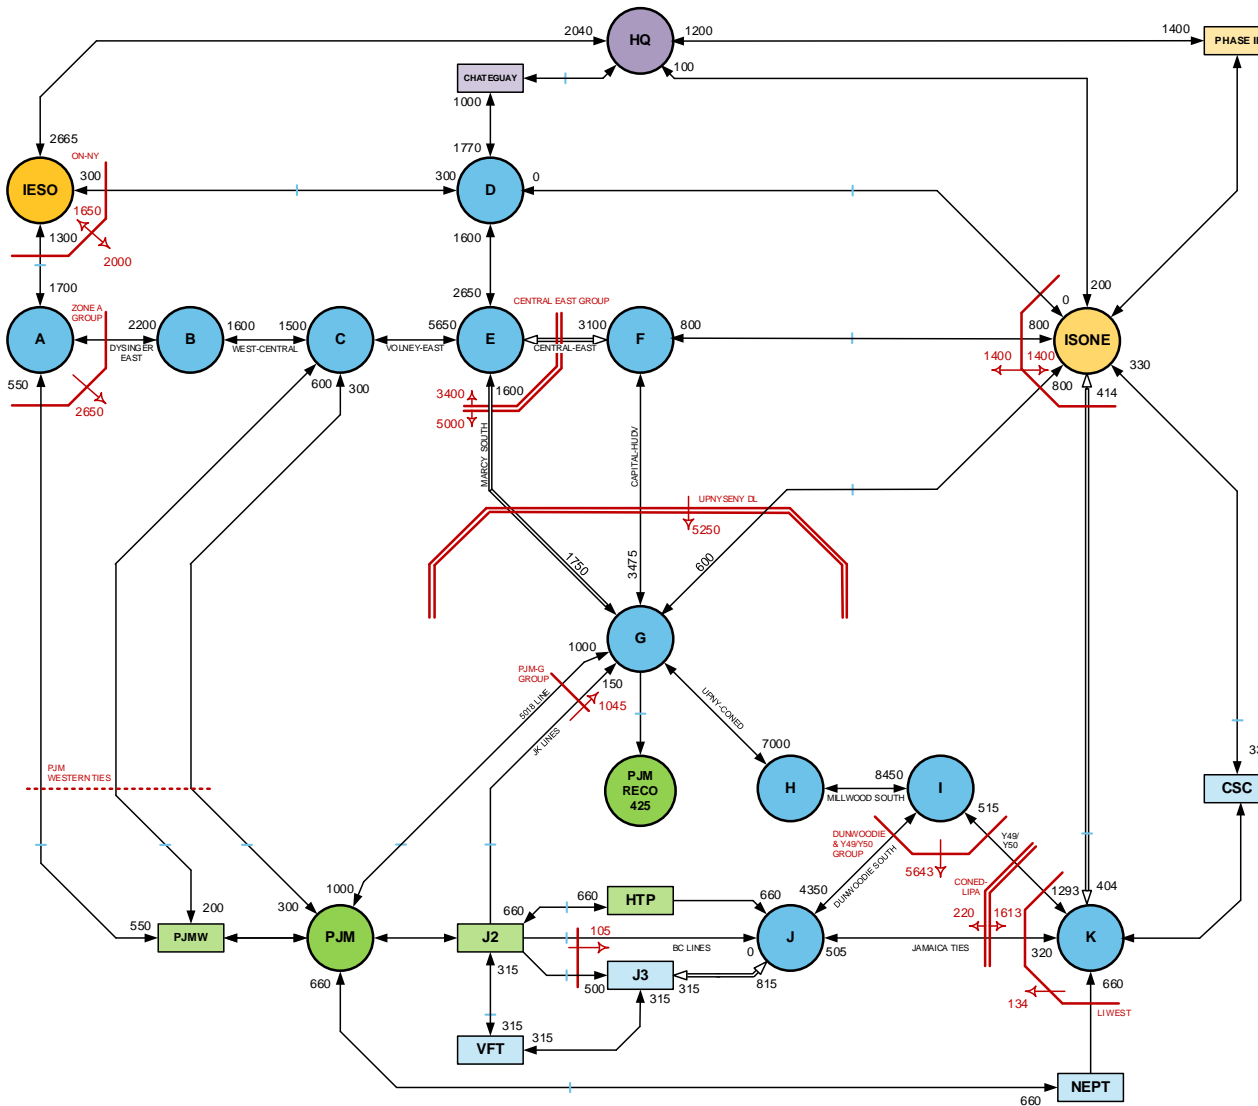 2040
HQ
1200
1400
PHASE II
100
CHATEGUAY
1000
2665
ON-NY
1770
IESO
300
300
D
0
1650
1300
2000
1600
1700
2650
200
0
ZONE A
GROUP
CENTRAL EAST GROUP
A
2200
B
1600
1500
C
5650
E
3100
F
800
800
ISONE
DYSINGER
EAST
WEST-CENTRAL
VOLNEY-EAST
CENTRAL-EAST
1400
1400
330
550
600
300
2650
3400
1600
5000
800
414
MARCY SOUTH
CAPITAL-HUDV
UPNYSENY DL
5250
1750
3475
600
G
1000
PJM-G
GROUP
150
1045
5018 LINE
JK LINES
UPNY-CONED
PJM
WESTERN TIES
PJM
RECO
425
7000
H
8450
I
MILLWOOD SOUTH
515
33
CSC
DUNWOODIE
& Y49/Y50
GROUP
DUNWOODIE SOUTH
5643
Y49/
Y50
CONED-
LIPA
1000
660
HTP
660
4350
1293
404
550
200
300
660
220
1613
PJMW
PJM
J2
105
BC LINES
J
0
505
JAMAICA TIES
320
K
660
315
500
J3
315
815
660
315
134
LI WEST
315
VFT
315
NEPT
660